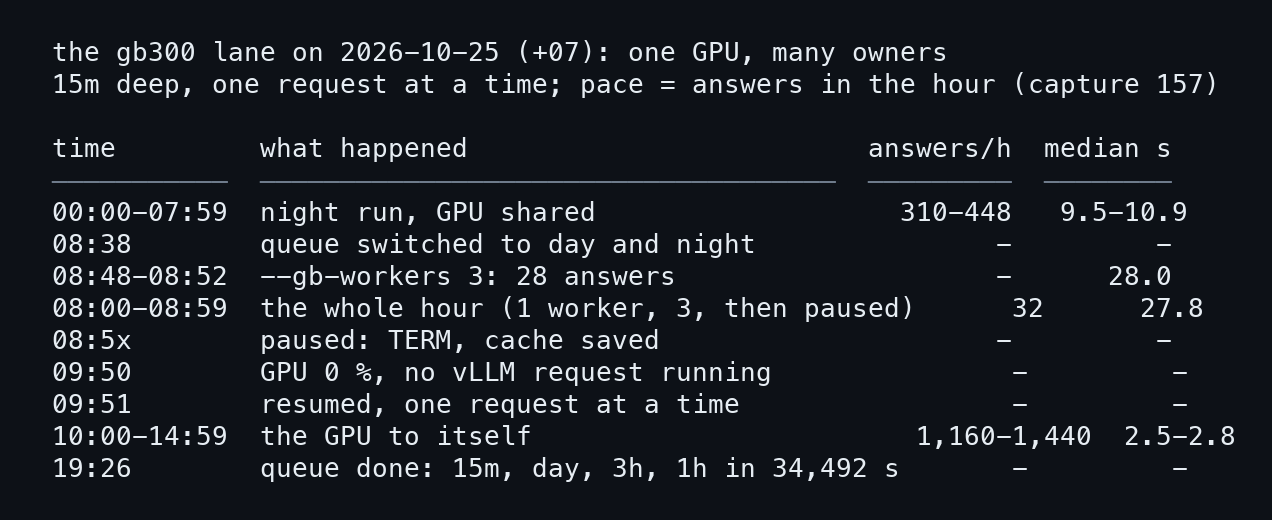 the gb300 lane on 2026−10−25 (+07): one GPU, many owners
15m deep, one request at a time; pace = answers in the hour (capture 157)
time what happened answers/h median s
00:00−07:59 night run, GPU shared 310−448 9.5−10.9
08:38 queue switched to day and night − −
08:48−08:52 −−gb−workers 3: 28 answers − 28.0
08:00−08:59 the whole hour (1 worker, 3, then paused) 32 27.8
08:5x paused: TERM, cache saved − −
09:50 GPU 0 %, no vLLM request running − −
09:51 resumed, one request at a time − −
10:00−14:59 the GPU to itself 1,160−1,440 2.5−2.8
19:26 queue done: 15m, day, 3h, 1h in 34,492 s − −